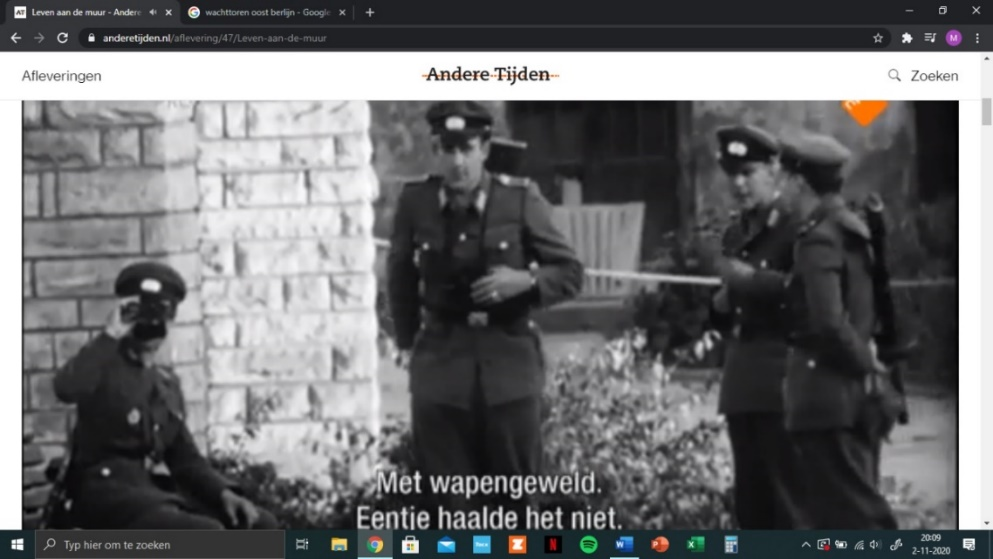 Leven aan de muur - Andere
wachttoren oost berlijn - Google
anderetijden.nl/aflevering/47/Leven-aan-de-muur
M
Afleveringen
Andere Tijden
Zoeken
Met wapengeweld.
Eentje haalde het niet.
Typ hier om te zoeken
20:09
2-11-2020